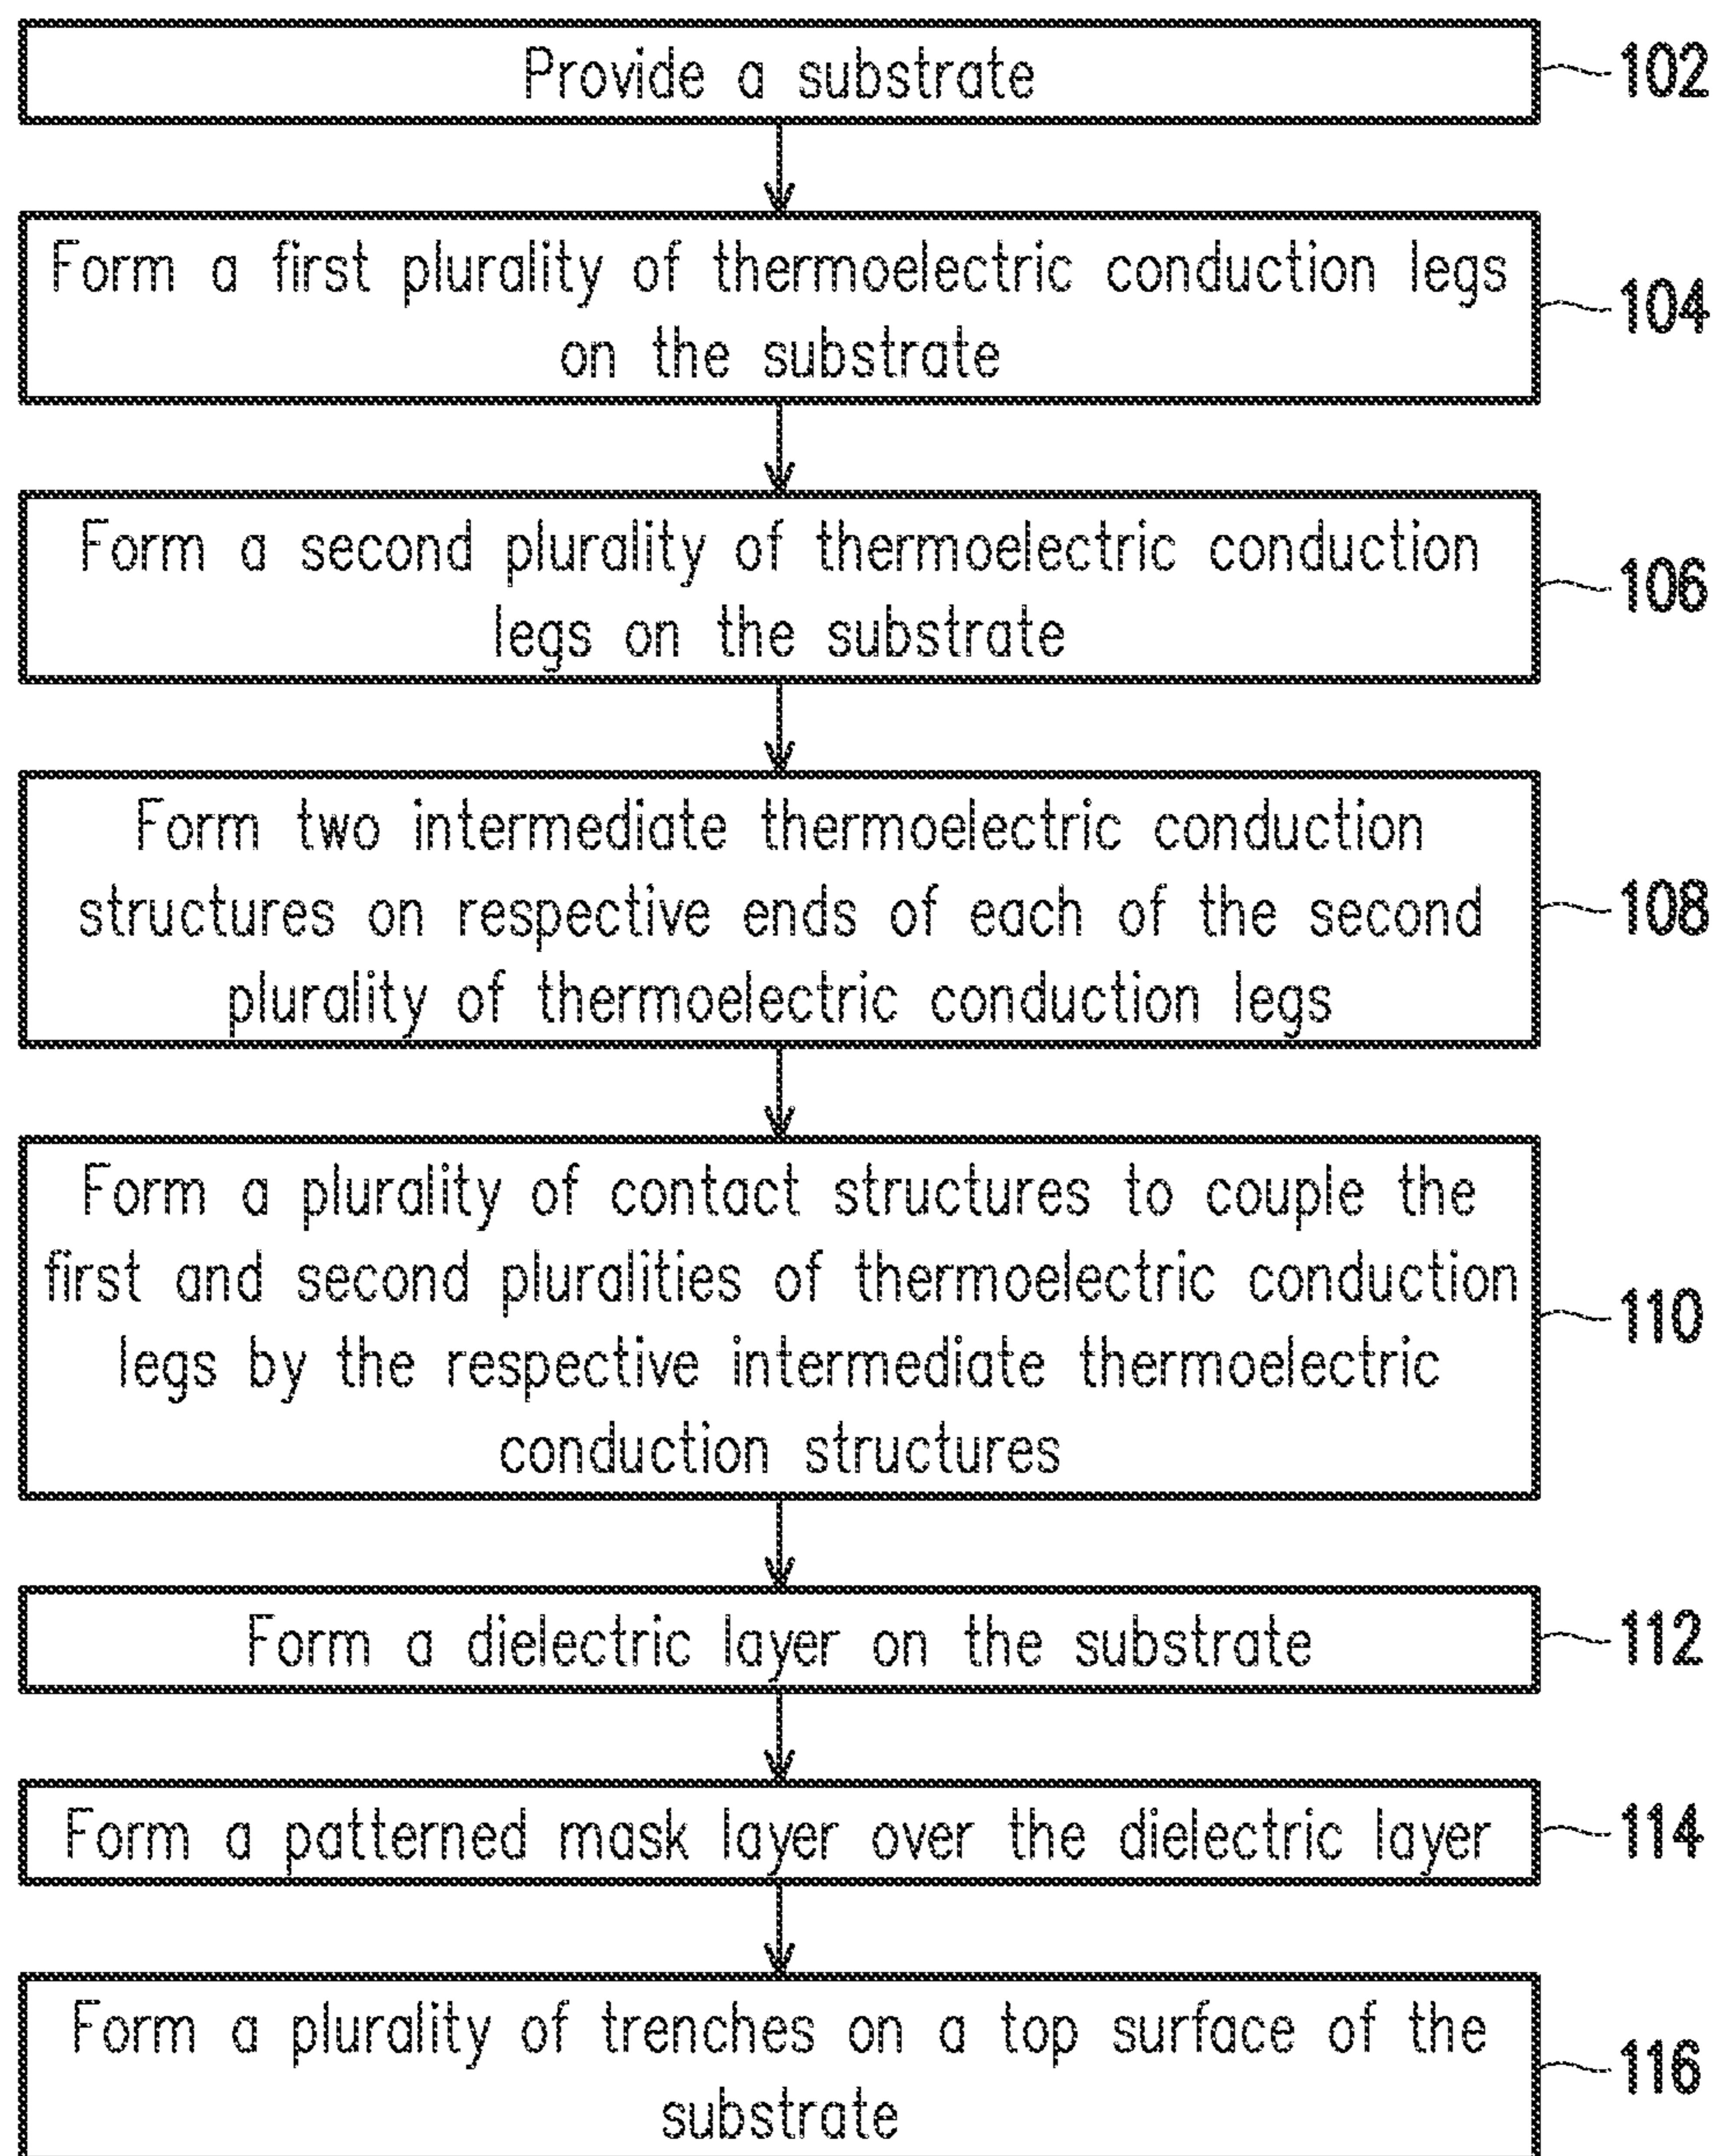 Provide a substrate
102
Form a first plurality of thermoelectric conduction legs
on the substrate
104
Form a second plurality of thermoelectric conduction
legs on the substrate
106
Form two intermediate thermoelectric conduction
structures on respective ends of each of the second
plurality of thermoelectric conduction legs
108
Form a plurality of contact structures to couple the
first and second pluralities of thermoelectric conduction
legs by the respective intermediate thermoelectric
conduction structures
110
Form a dielectric layer on the substrate
112
Form a patterned mask layer over the dielectric layer
114
Form a plurality of trenches on a top surface of the
substrate
116